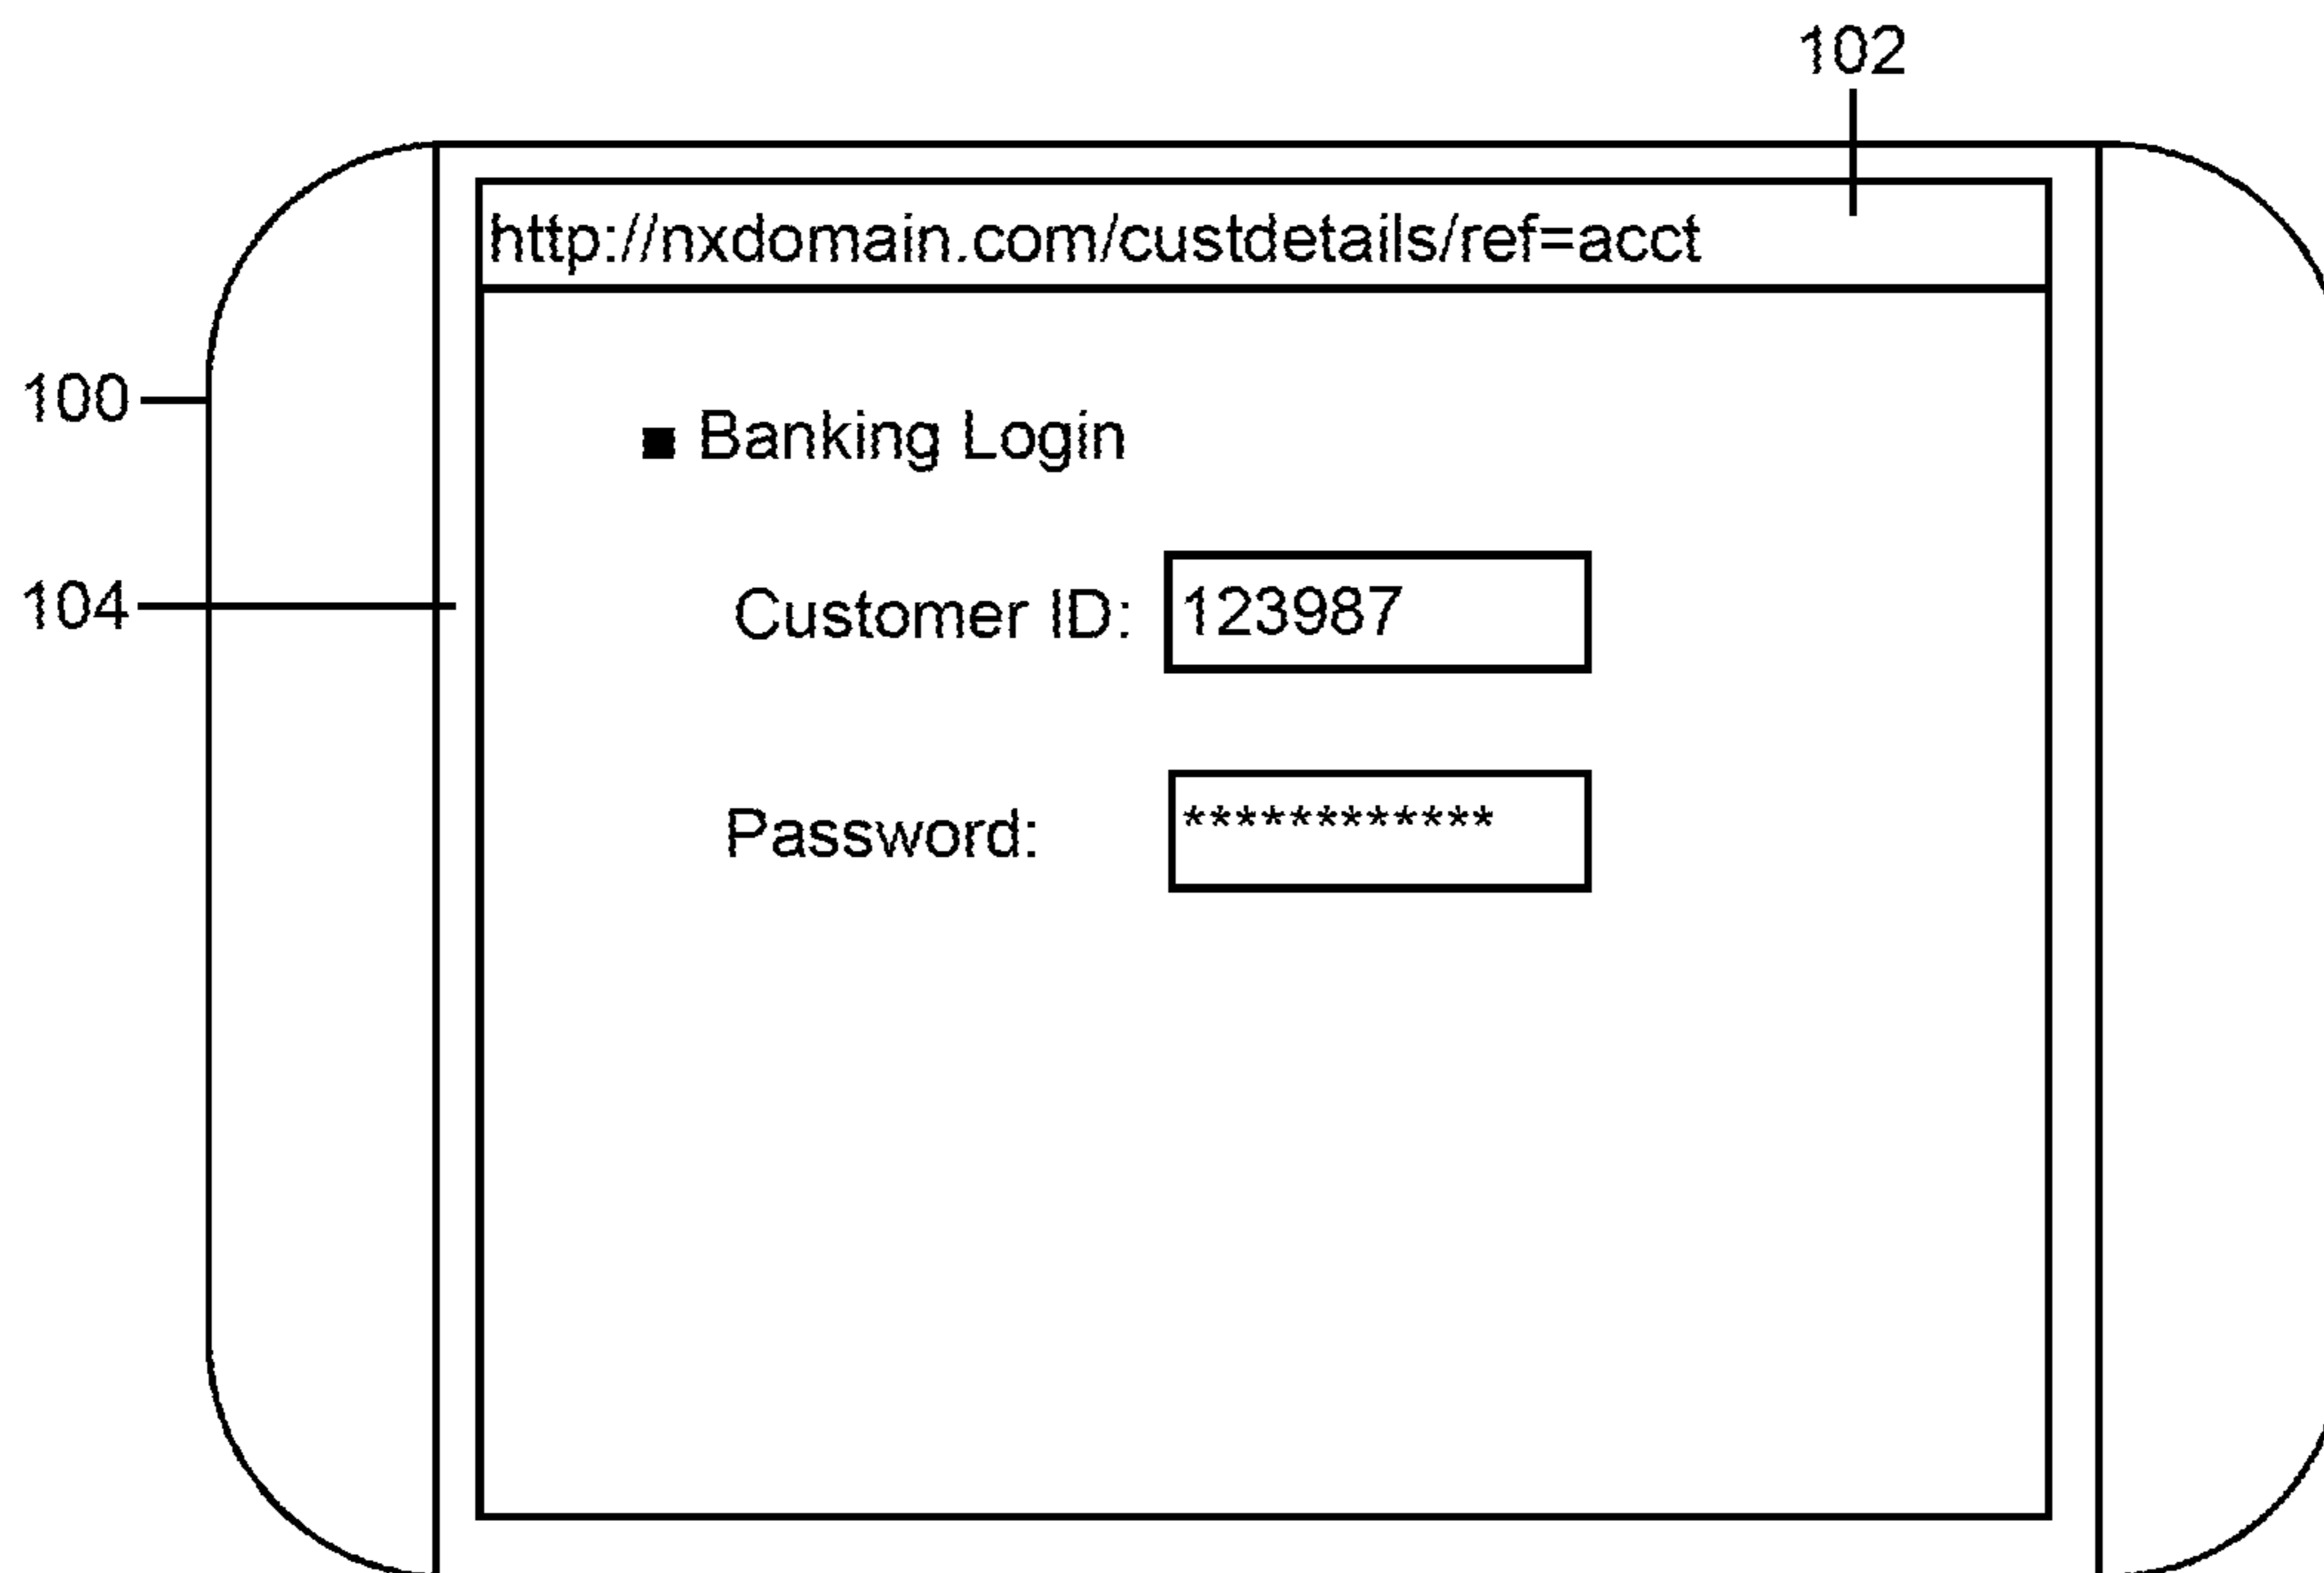 102
http://nxdomain.com/custdetails/ref=acct
100
■ Banking Login
104
Customer ID: 123987
Password: ************